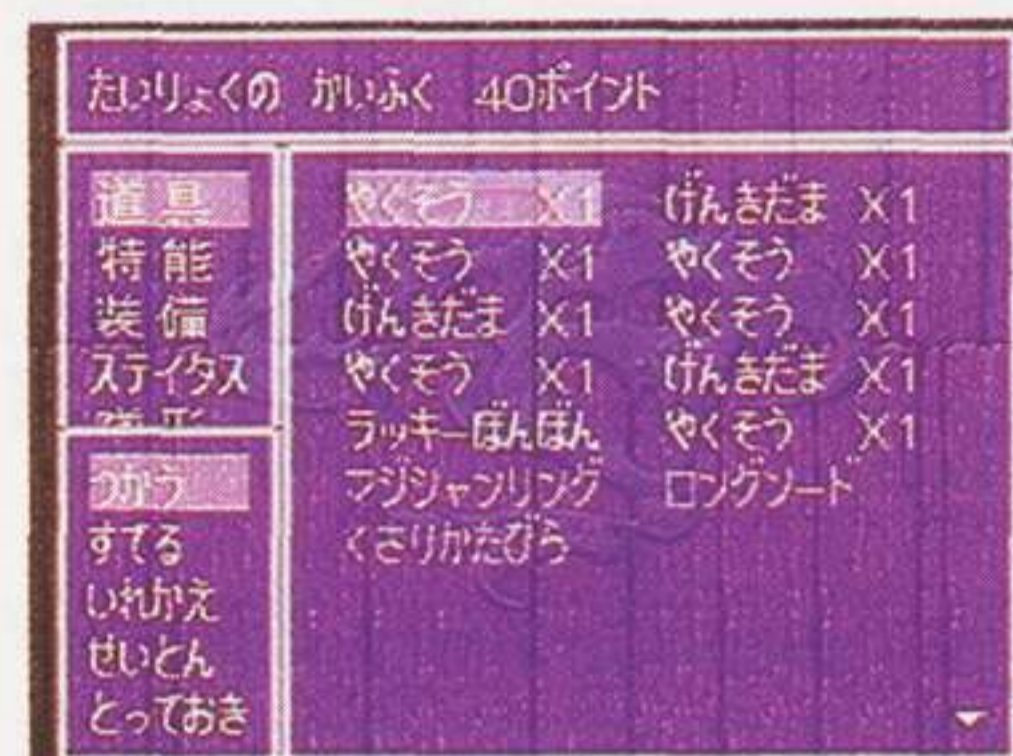 たいりょくの かいふく 40ポイント
道具
特能
装備
ステイタス
隊形
つかう
すてる
いれかえ
せいとん
とっておき
やくそう X1 げんきだま X1
やくそう X1 やくそう X1
げんきだま X1 やくそう X1
やくそう X1 げんきだま X1
ラッキーぼんぼん やくそう X1
マジシャンリング ロングソード
くさりかたびら